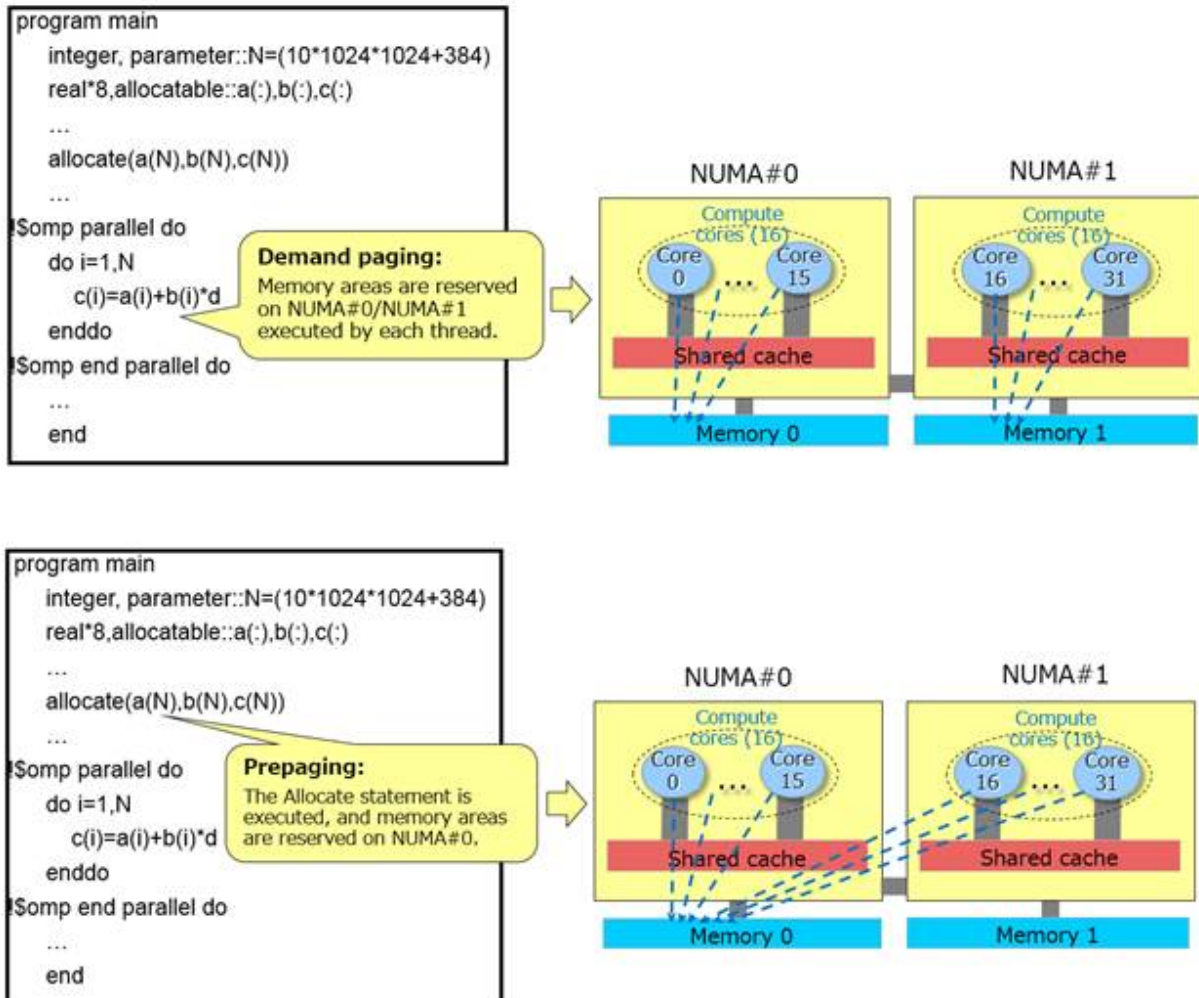 program main
integer, parameter::N=(10*1024*1024+384)
real*8,allocatable::a(:),b(:),c(:)
...
allocate(a(N),b(N),c(N))
...
!$omp parallel do
do i=1,N
c(i)=a(i)+b(i)*d
enddo
!$omp end parallel do
...
end
Demand paging:
Memory areas are reserved
on NUMA#0/NUMA#1
executed by each thread.
NUMA#0
Compute
cores (16)
Core
0
...
Core
15
Shared cache
Memory 0
NUMA#1
Compute
cores (16)
Core
16
...
Core
31
Shared cache
Memory 1
program main
integer, parameter::N=(10*1024*1024+384)
real*8,allocatable::a(:),b(:),c(:)
...
allocate(a(N),b(N),c(N))
...
!$omp parallel do
do i=1,N
c(i)=a(i)+b(i)*d
enddo
!$omp end parallel do
...
end
Prepaging:
The Allocate statement is
executed, and memory areas
are reserved on NUMA#0.
NUMA#0
Compute
cores (16)
Core
0
...
Core
15
Shared cache
Memory 0
NUMA#1
Compute
cores (16)
Core
16
...
Core
31
Shared cache
Memory 1